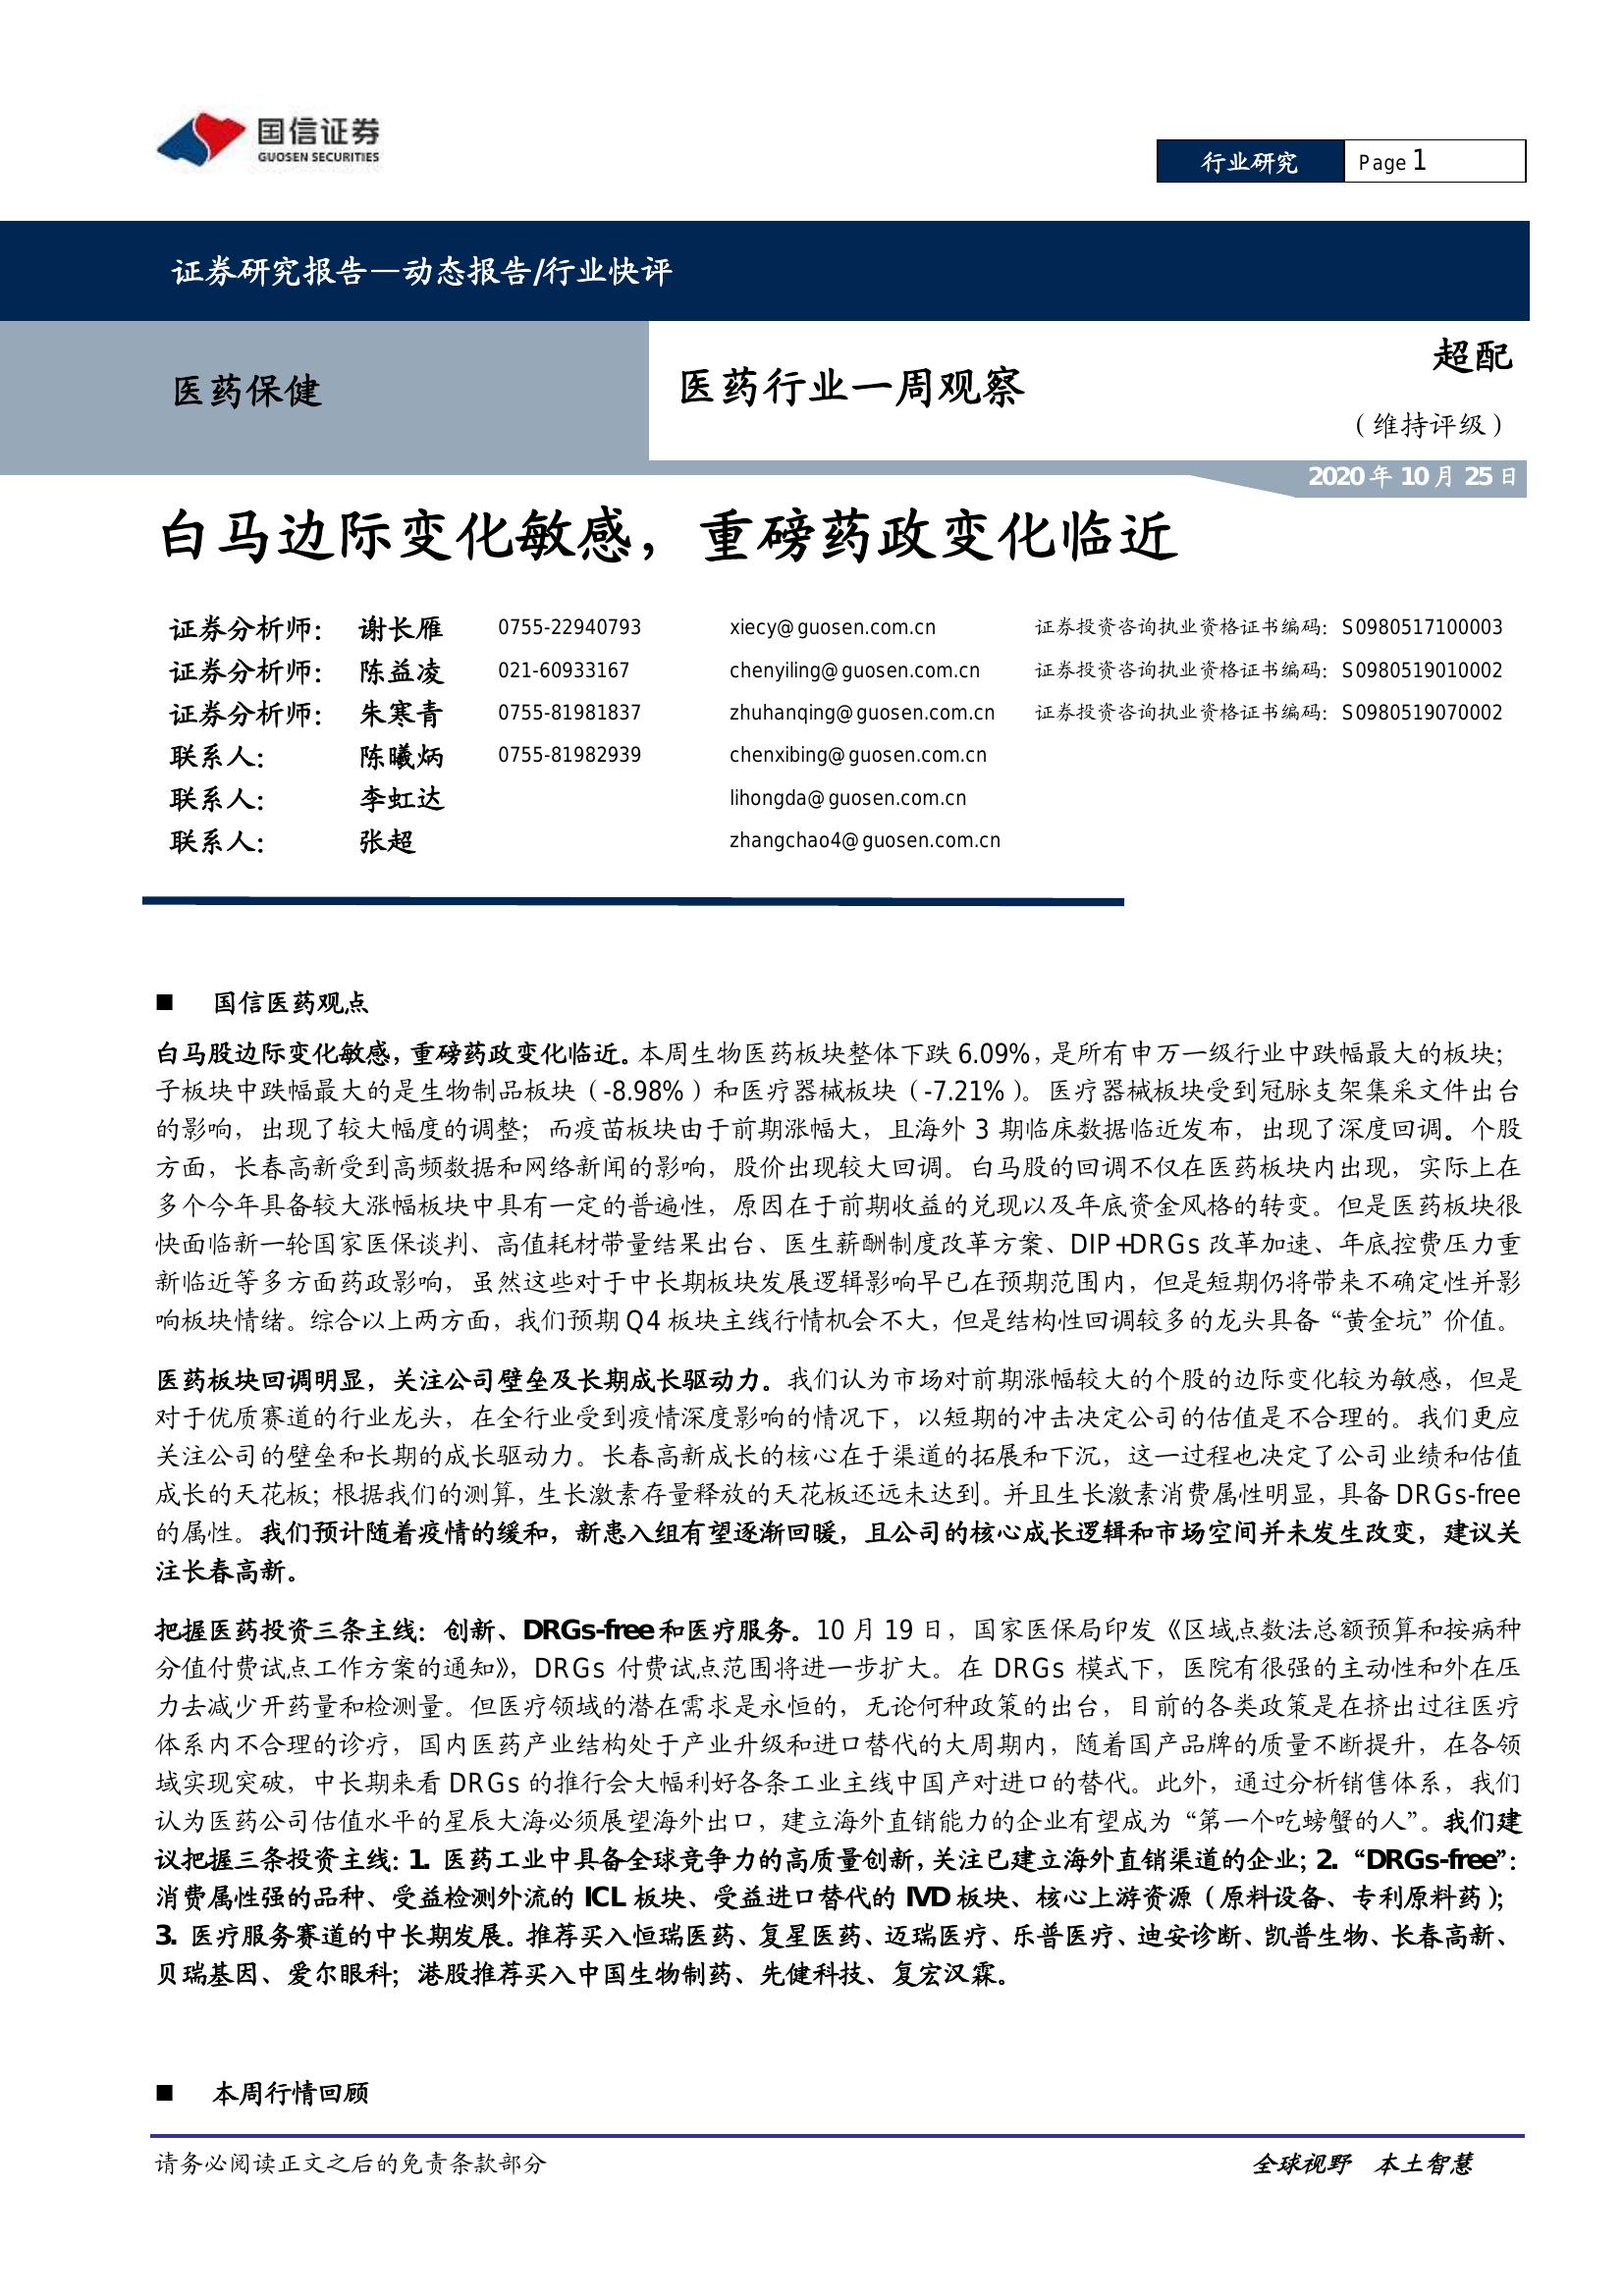 国信证券
GUOSEN SECURITIES
行业研究 Page 1
证券研究报告—动态报告/行业快评
医药保健
医药行业一周观察
超配
（维持评级）
2020 年 10 月 25 日
白马边际变化敏感，重磅药政变化临近
证券分析师： 谢长雁 0755-22940793 xiecy@guosen.com.cn 证券投资咨询执业资格证书编码：S0980517100003
证券分析师： 陈益凌 021-60933167 chenyiling@guosen.com.cn 证券投资咨询执业资格证书编码：S0980519010002
证券分析师： 朱寒青 0755-81981837 zhuhanqing@guosen.com.cn 证券投资咨询执业资格证书编码：S0980519070002
联系人： 陈曦炳 0755-81982939 chenxibing@guosen.com.cn
联系人： 李虹达 lihongda@guosen.com.cn
联系人： 张超 zhangchao4@guosen.com.cn
■ 国信医药观点
白马股边际变化敏感，重磅药政变化临近。本周生物医药板块整体下跌 6.09%，是所有申万一级行业中跌幅最大的板块；
子板块中跌幅最大的是生物制品板块（-8.98%）和医疗器械板块（-7.21%）。医疗器械板块受到冠脉支架集采文件出台
的影响，出现了较大幅度的调整；而疫苗板块由于前期涨幅大，且海外 3 期临床数据临近发布，出现了深度回调。个股
方面，长春高新受到高频数据和网络新闻的影响，股价出现较大回调。白马股的回调不仅在医药板块内出现，实际上在
多个今年具备较大涨幅板块中具有一定的普遍性，原因在于前期收益的兑现以及年底资金风格的转变。但是医药板块很
快面临新一轮国家医保谈判、高值耗材带量结果出台、医生薪酬制度改革方案、DIP+DRGs 改革加速、年底控费压力重
新临近等多方面药政影响，虽然这些对于中长期板块发展逻辑影响早已在预期范围内，但是短期仍将带来不确定性并影
响板块情绪。综合以上两方面，我们预期 Q4 板块主线行情机会不大，但是结构性回调较多的龙头具备“黄金坑”价值。
医药板块回调明显，关注公司壁垒及长期成长驱动力。我们认为市场对前期涨幅较大的个股的边际变化较为敏感，但是
对于优质赛道的行业龙头，在全行业受到疫情深度影响的情况下，以短期的冲击决定公司的估值是不合理的。我们更应
关注公司的壁垒和长期的成长驱动力。长春高新成长的核心在于渠道的拓展和下沉，这一过程也决定了公司业绩和估值
成长的天花板；根据我们的测算，生长激素存量释放的天花板还远未达到。并且生长激素消费属性明显，具备 DRGs-free
的属性。我们预计随着疫情的缓和，新患入组有望逐渐回暖，且公司的核心成长逻辑和市场空间并未发生改变，建议关
注长春高新。
把握医药投资三条主线：创新、DRGs-free 和医疗服务。10 月 19 日，国家医保局印发《区域点数法总额预算和按病种
分值付费试点工作方案的通知》，DRGs 付费试点范围将进一步扩大。在 DRGs 模式下，医院有很强的主动性和外在压
力去减少开药量和检测量。但医疗领域的潜在需求是永恒的，无论何种政策的出台，目前的各类政策是在挤出过往医疗
体系内不合理的诊疗，国内医药产业结构处于产业升级和进口替代的大周期内，随着国产品牌的质量不断提升，在各领
域实现突破，中长期来看 DRGs 的推行会大幅利好各条工业主线中国产对进口的替代。此外，通过分析销售体系，我们
认为医药公司估值水平的星辰大海必须展望海外出口，建立海外直销能力的企业有望成为“第一个吃螃蟹的人”。我们建
议把握三条投资主线：1. 医药工业中具备全球竞争力的高质量创新，关注已建立海外直销渠道的企业；2.“DRGs-free”：
消费属性强的品种、受益检测外流的 ICL 板块、受益进口替代的 IVD 板块、核心上游资源（原料设备、专利原料药）；
3. 医疗服务赛道的中长期发展。推荐买入恒瑞医药、复星医药、迈瑞医疗、乐普医疗、迪安诊断、凯普生物、长春高新、
贝瑞基因、爱尔眼科；港股推荐买入中国生物制药、先健科技、复宏汉霖。
■ 本周行情回顾
请务必阅读正文之后的免责条款部分 全球视野 本土智慧